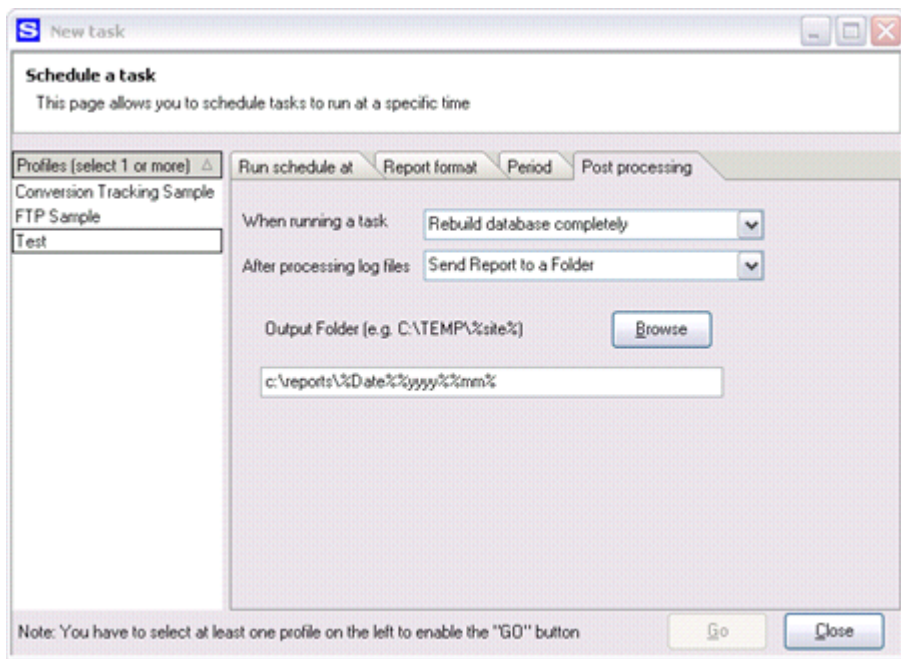 S New task
Schedule a task
This page allows you to schedule tasks to run at a specific time
Profiles (select 1 or more)
Conversion Tracking Sample
FTP Sample
Test
Run schedule at Report format Period Post processing
When running a task Rebuild database completely
After processing log files Send Report to a Folder
Output Folder (e.g. C:\TEMP\%site%) Browse
c:\reports\%Date%%yyyy%%mm%
Note: You have to select at least one profile on the left to enable the "GO" button Go Close